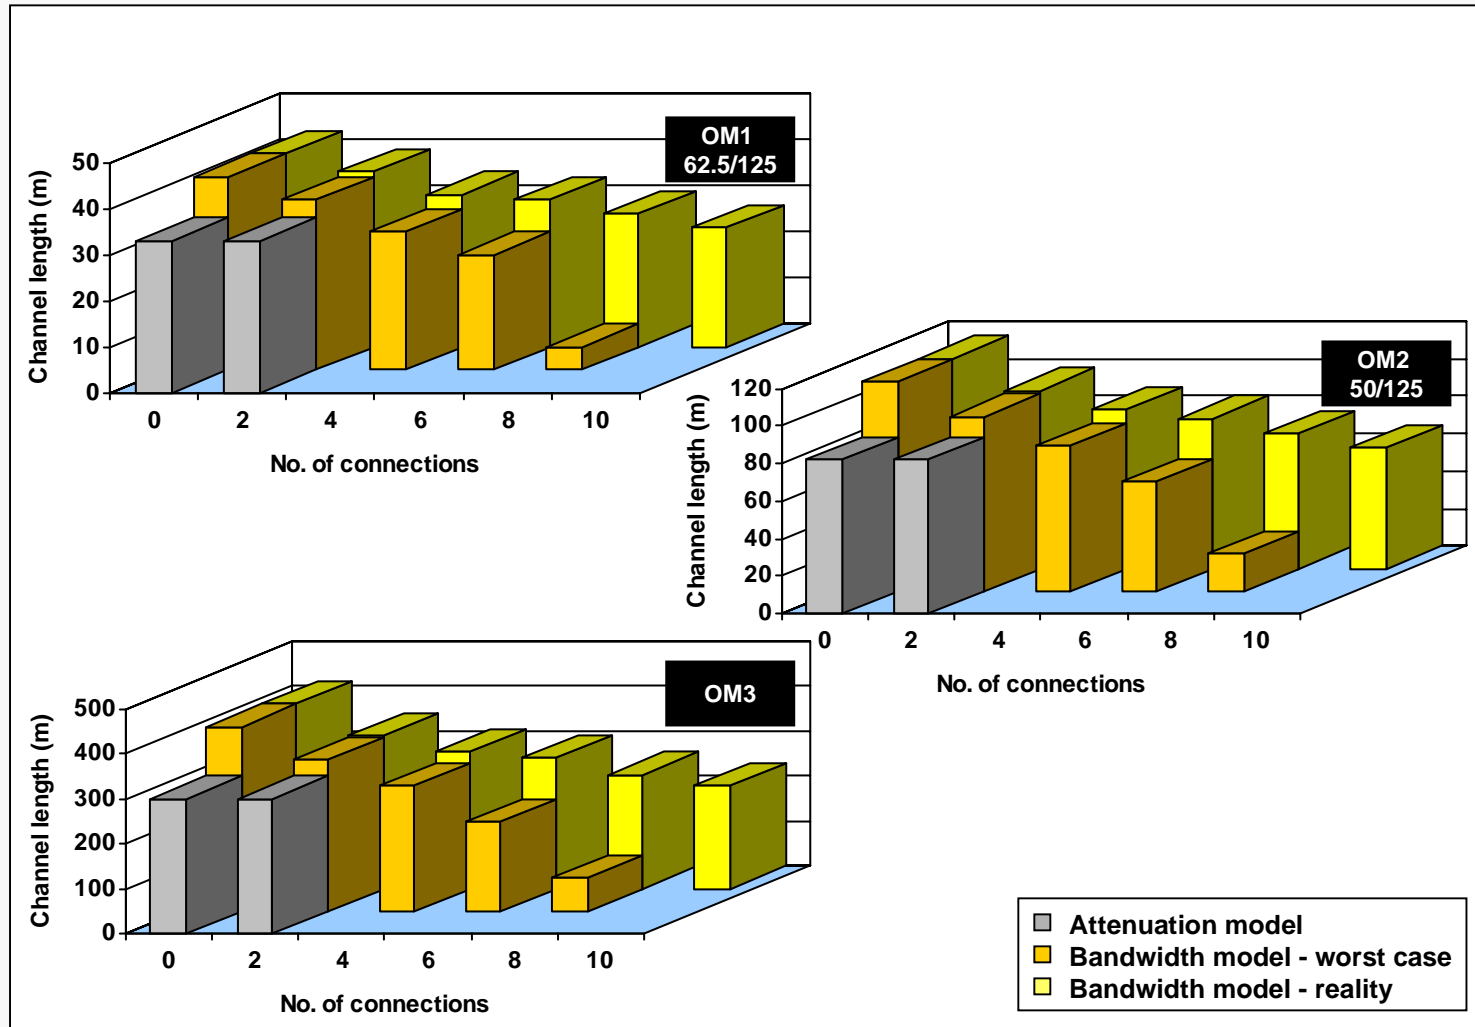 OM1
62.5/125
Channel length (m)
50
40
30
20
10
0
0 2 4 6 8 10
No. of connections
OM2
50/125
Channel length (m)
120
100
80
60
40
20
0
0 2 4 6 8 10
No. of connections
OM3
Channel length (m)
500
400
300
200
100
0
0 2 4 6 8 10
No. of connections
Attenuation model
Bandwidth model - worst case
Bandwidth model - reality